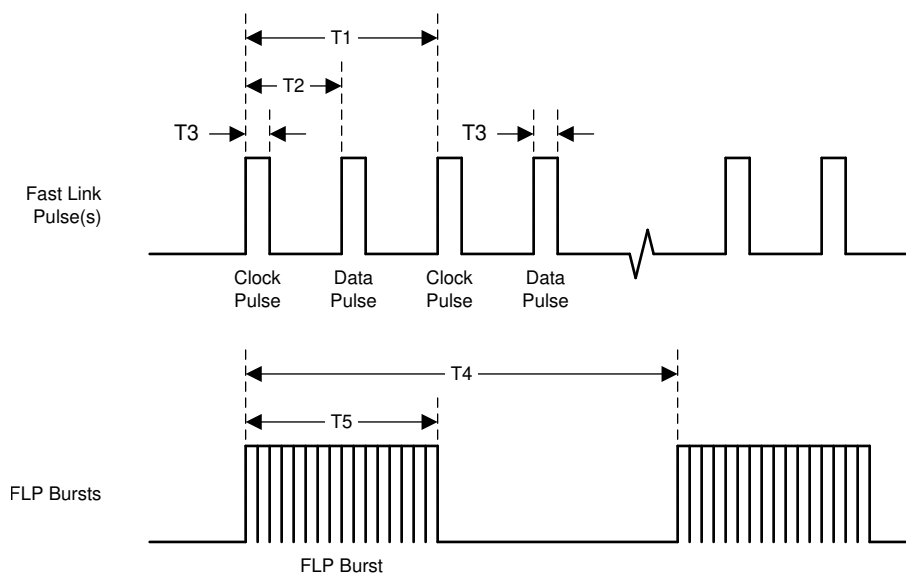 T1
T2
T3
T3
Fast Link
Pulse(s)
Clock
Pulse
Data
Pulse
Clock
Pulse
Data
Pulse
T4
T5
FLP Bursts
FLP Burst